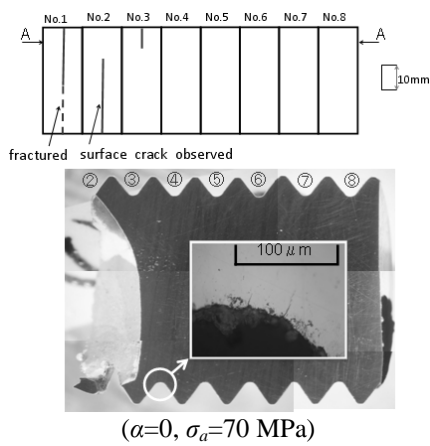 No.1 No.2 No.3 No.4 No.5 No.6 No.7 No.8
A A
10mm
fractured surface crack observed
② ③ ④ ⑤ ⑥ ⑦ ⑧
100μm
(α=0, σa=70 MPa)